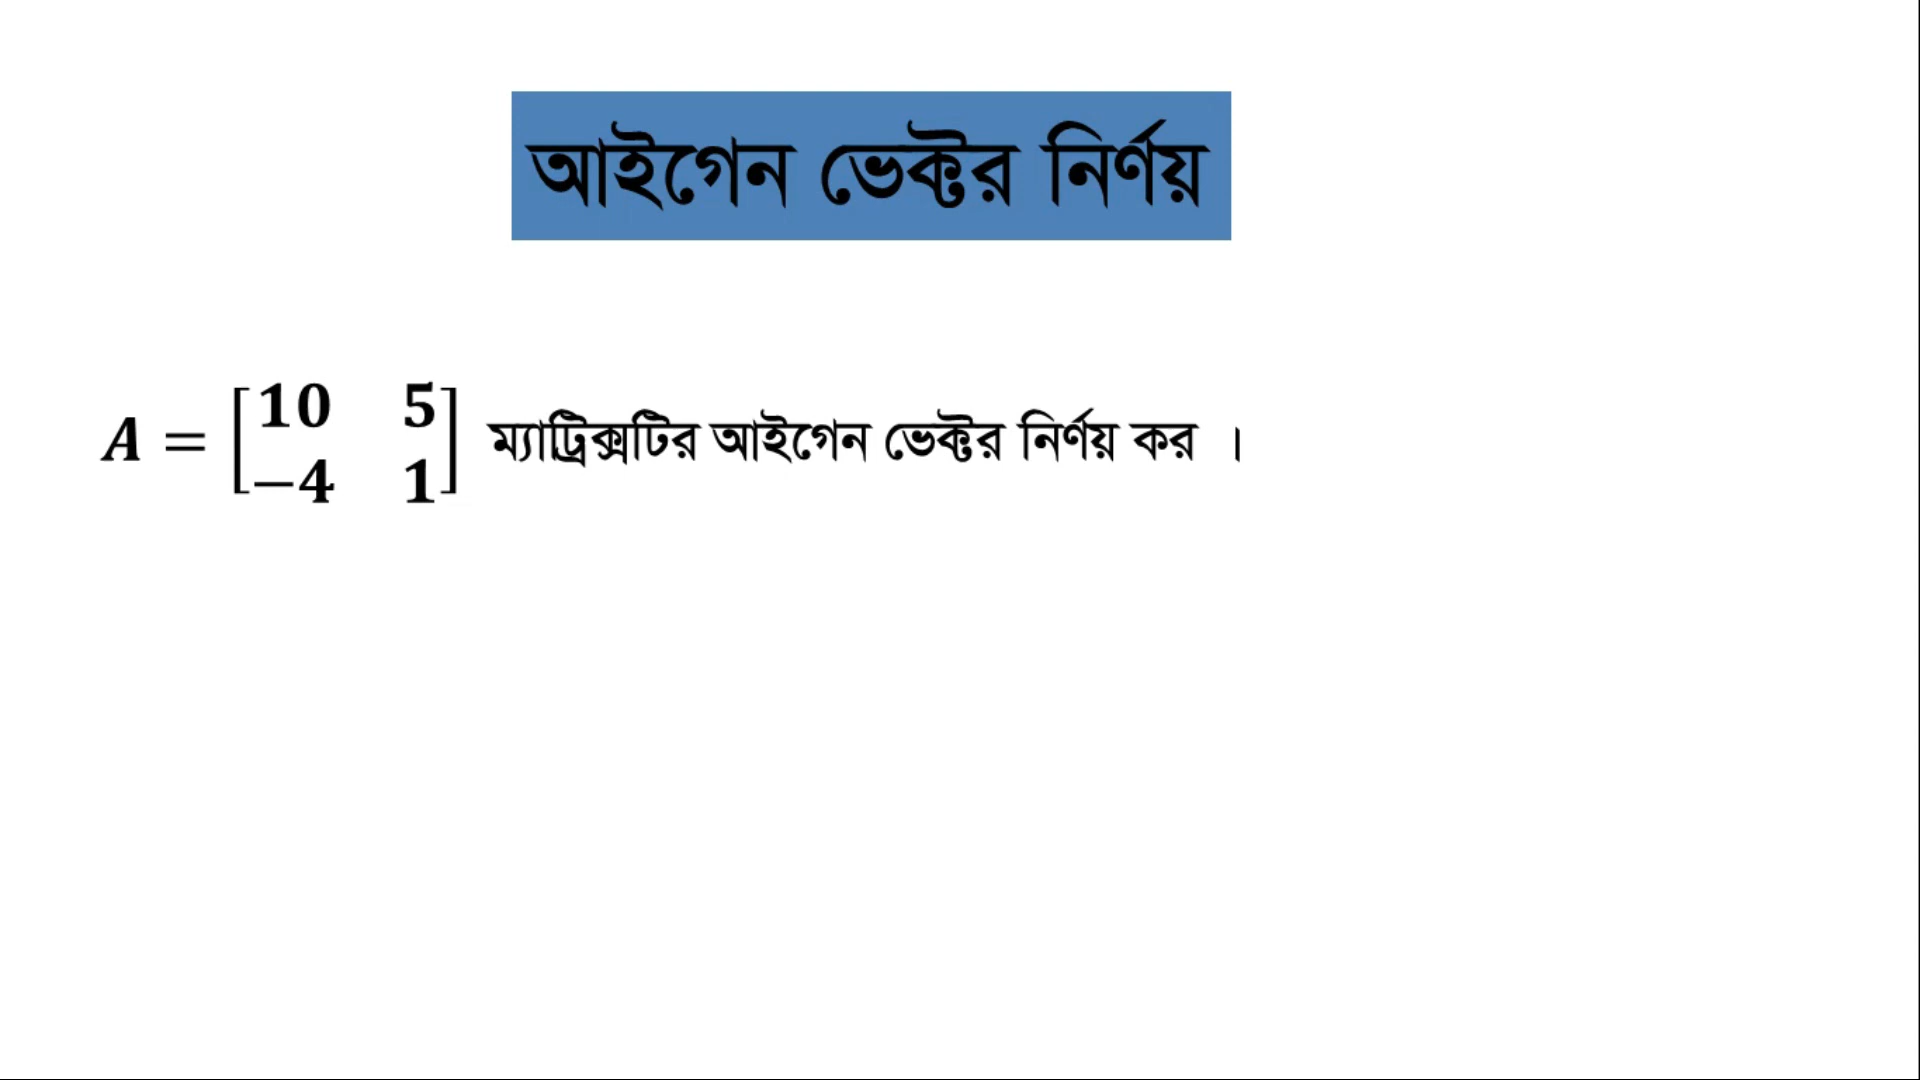 আইগেন ভেক্টর নির্ণয়
A = [10 5 −4 1] ম্যাট্রিক্সটির আইগেন ভেক্টর নির্ণয় কর ।